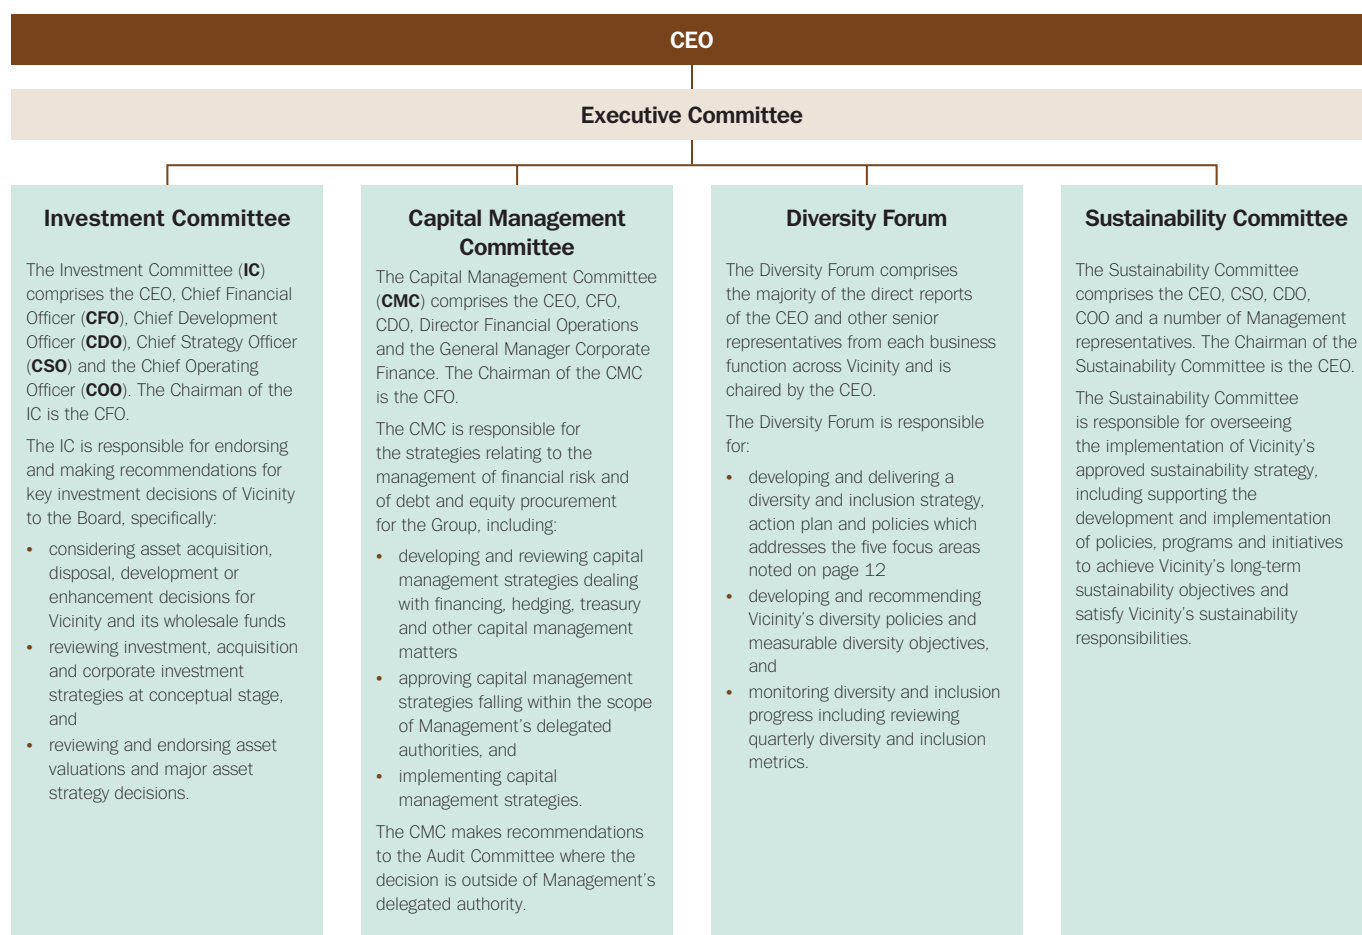 CEO
Executive Committee
Investment Committee
The Investment Committee (IC)
comprises the CEO, Chief Financial
Officer (CFO), Chief Development
Officer (CDO), Chief Strategy Officer
(CSO) and the Chief Operating
Officer (COO). The Chairman of the
IC is the CFO.
The IC is responsible for endorsing
and making recommendations for
key investment decisions of Vicinity
to the Board, specifically:
• considering asset acquisition,
disposal, development or
enhancement decisions for
Vicinity and its wholesale funds
• reviewing investment, acquisition
and corporate investment
strategies at conceptual stage,
and
• reviewing and endorsing asset
valuations and major asset
strategy decisions.
Capital Management
Committee
The Capital Management Committee
(CMC) comprises the CEO, CFO,
CDO, Director Financial Operations
and the General Manager Corporate
Finance. The Chairman of the CMC
is the CFO.
The CMC is responsible for
the strategies relating to the
management of financial risk and
of debt and equity procurement
for the Group, including:
• developing and reviewing capital
management strategies dealing
with financing, hedging, treasury
and other capital management
matters
• approving capital management
strategies falling within the scope
of Management's delegated
authorities, and
• implementing capital
management strategies.
The CMC makes recommendations
to the Audit Committee where the
decision is outside of Management's
delegated authority.
Diversity Forum
The Diversity Forum comprises
the majority of the direct reports
of the CEO and other senior
representatives from each business
function across Vicinity and is
chaired by the CEO.
The Diversity Forum is responsible
for:
• developing and delivering a
diversity and inclusion strategy,
action plan and policies which
addresses the five focus areas
noted on page 12
• developing and recommending
Vicinity's diversity policies and
measurable diversity objectives,
and
• monitoring diversity and inclusion
progress including reviewing
quarterly diversity and inclusion
metrics.
Sustainability Committee
The Sustainability Committee
comprises the CEO, CSO, CDO,
COO and a number of Management
representatives. The Chairman of the
Sustainability Committee is the CEO.
The Sustainability Committee
is responsible for overseeing
the implementation of Vicinity's
approved sustainability strategy,
including supporting the
development and implementation
of policies, programs and initiatives
to achieve Vicinity's long-term
sustainability objectives and
satisfy Vicinity's sustainability
responsibilities.